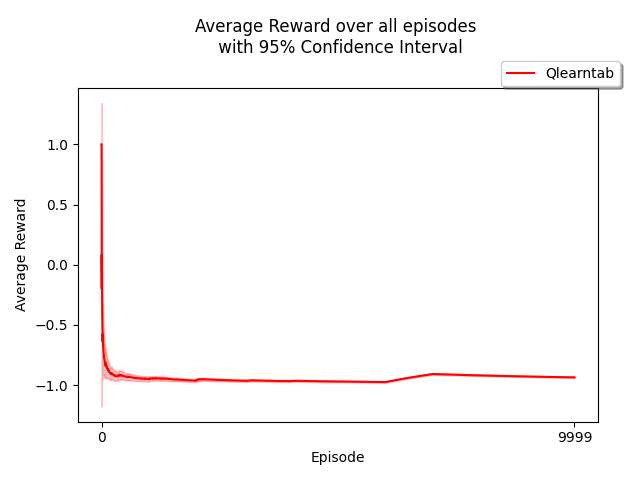 Average Reward over all episodes
with 95% Confidence Interval
Qlearntab
1.0
0.5
0.0
−0.5
−1.0
Average Reward
0
9999
Episode